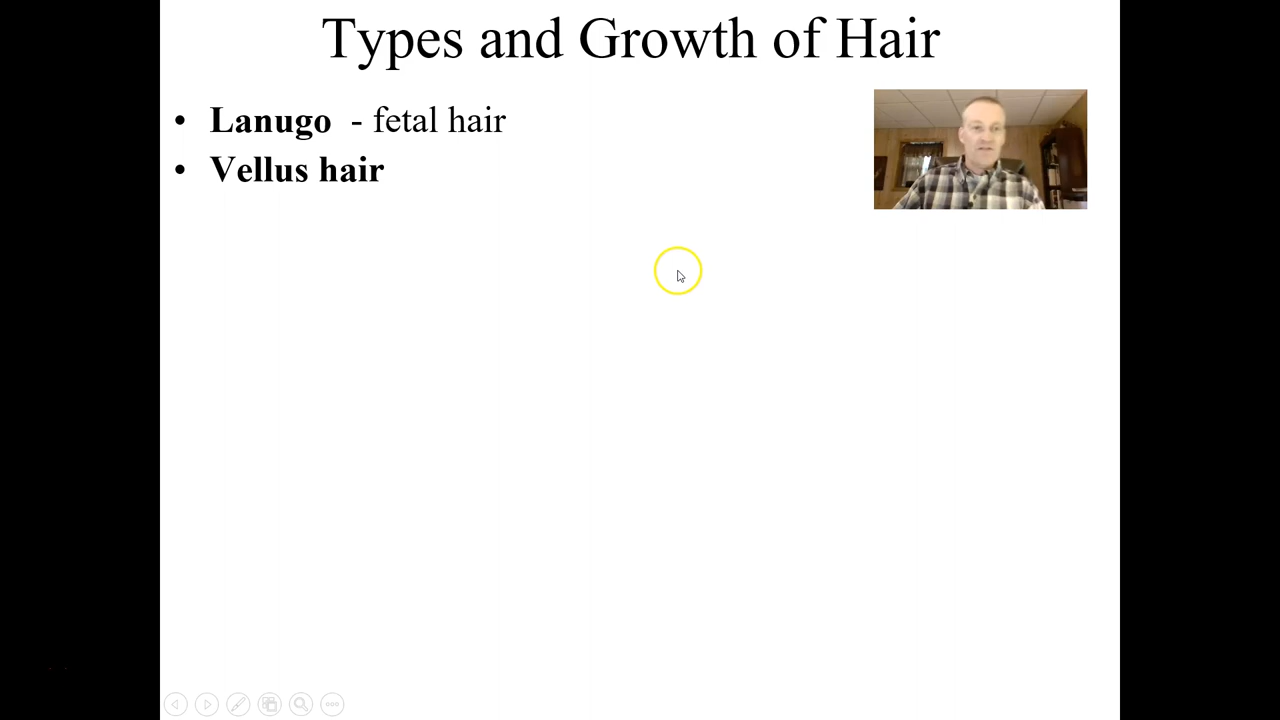 Types and Growth of Hair
• Lanugo - fetal hair
• Vellus hair